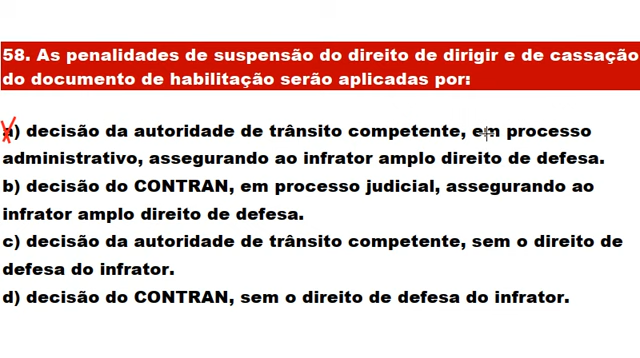 58. As penalidades de suspensão do direito de dirigir e de cassação
do documento de habilitação serão aplicadas por:
a) decisão da autoridade de trânsito competente, em processo
administrativo, assegurando ao infrator amplo direito de defesa.
b) decisão do CONTRAN, em processo judicial, assegurando ao
infrator amplo direito de defesa.
c) decisão da autoridade de trânsito competente, sem o direito de
defesa do infrator.
d) decisão do CONTRAN, sem o direito de defesa do infrator.